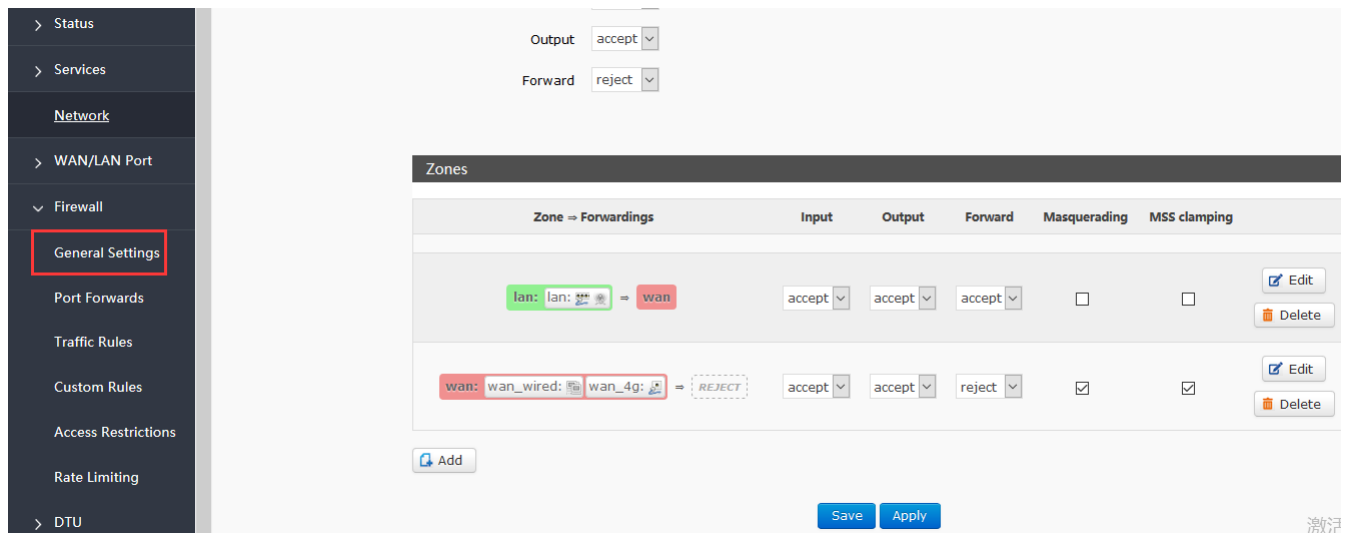 Status
Services
Network
WAN/LAN Port
Firewall
General Settings
Port Forwards
Traffic Rules
Custom Rules
Access Restrictions
Rate Limiting
DTU
Output accept
Forward reject
Zones
Zone ⇒ Forwardings Input Output Forward Masquerading MSS clamping
lan: lan: ⇒ wan accept accept accept Edit
Delete
wan: wan_wired: wan_4g: ⇒ REJECT accept accept reject Edit
Delete
Add
Save Apply
激活